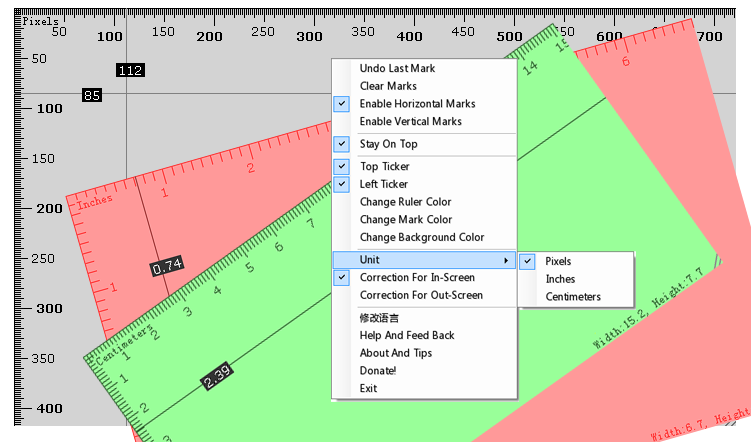 Pixels
50 100 150 200 250 300 350 400 450 500 550 600 650 700
50
112
85
100
150
200
250
300
350
400
Inches
1
2
6
1
0.74
Centimeters
1 2 3 4 5 6 7 14 15
1
2
3
2.39
Undo Last Mark
Clear Marks
Enable Horizontal Marks
Enable Vertical Marks
Stay On Top
Top Ticker
Left Ticker
Change Ruler Color
Change Mark Color
Change Background Color
Unit
Correction For In-Screen
Correction For Out-Screen
修改语言
Help And Feed Back
About And Tips
Donate!
Exit
Pixels
Inches
Centimeters
Width:15.2, Height:7.7
Width:6.7, Height:3.